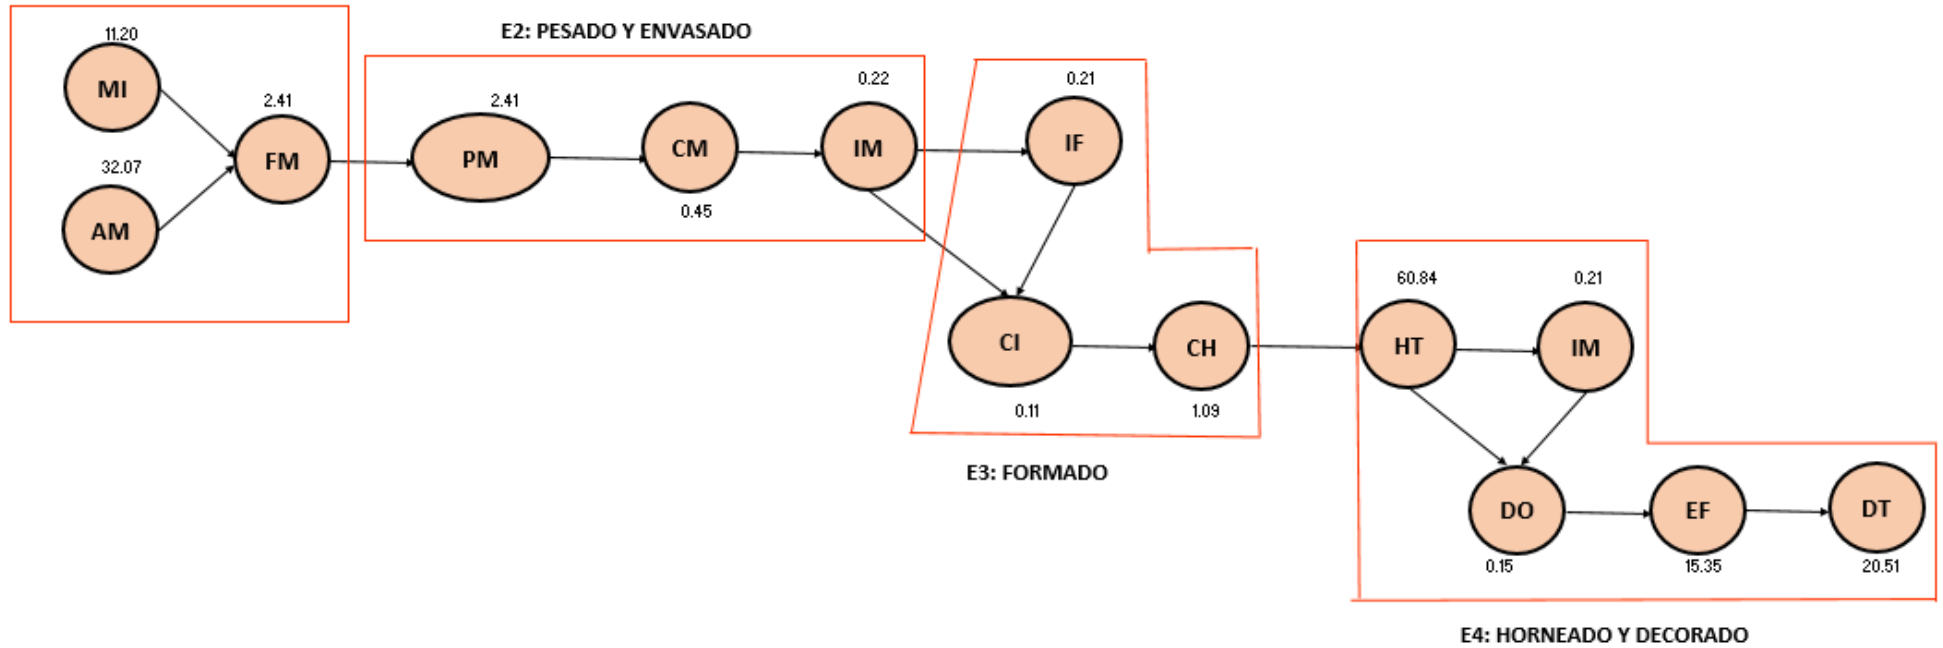 11.20
MI
32.07
AM
2.41
FM
E2: PESADO Y ENVASADO
2.41
PM
CM
0.45
0.22
IM
0.21
IF
CI
0.11
CH
1.09
E3: FORMADO
60.84
HT
0.21
IM
DO
0.15
EF
15.35
DT
20.51
E4: HORNEADO Y DECORADO